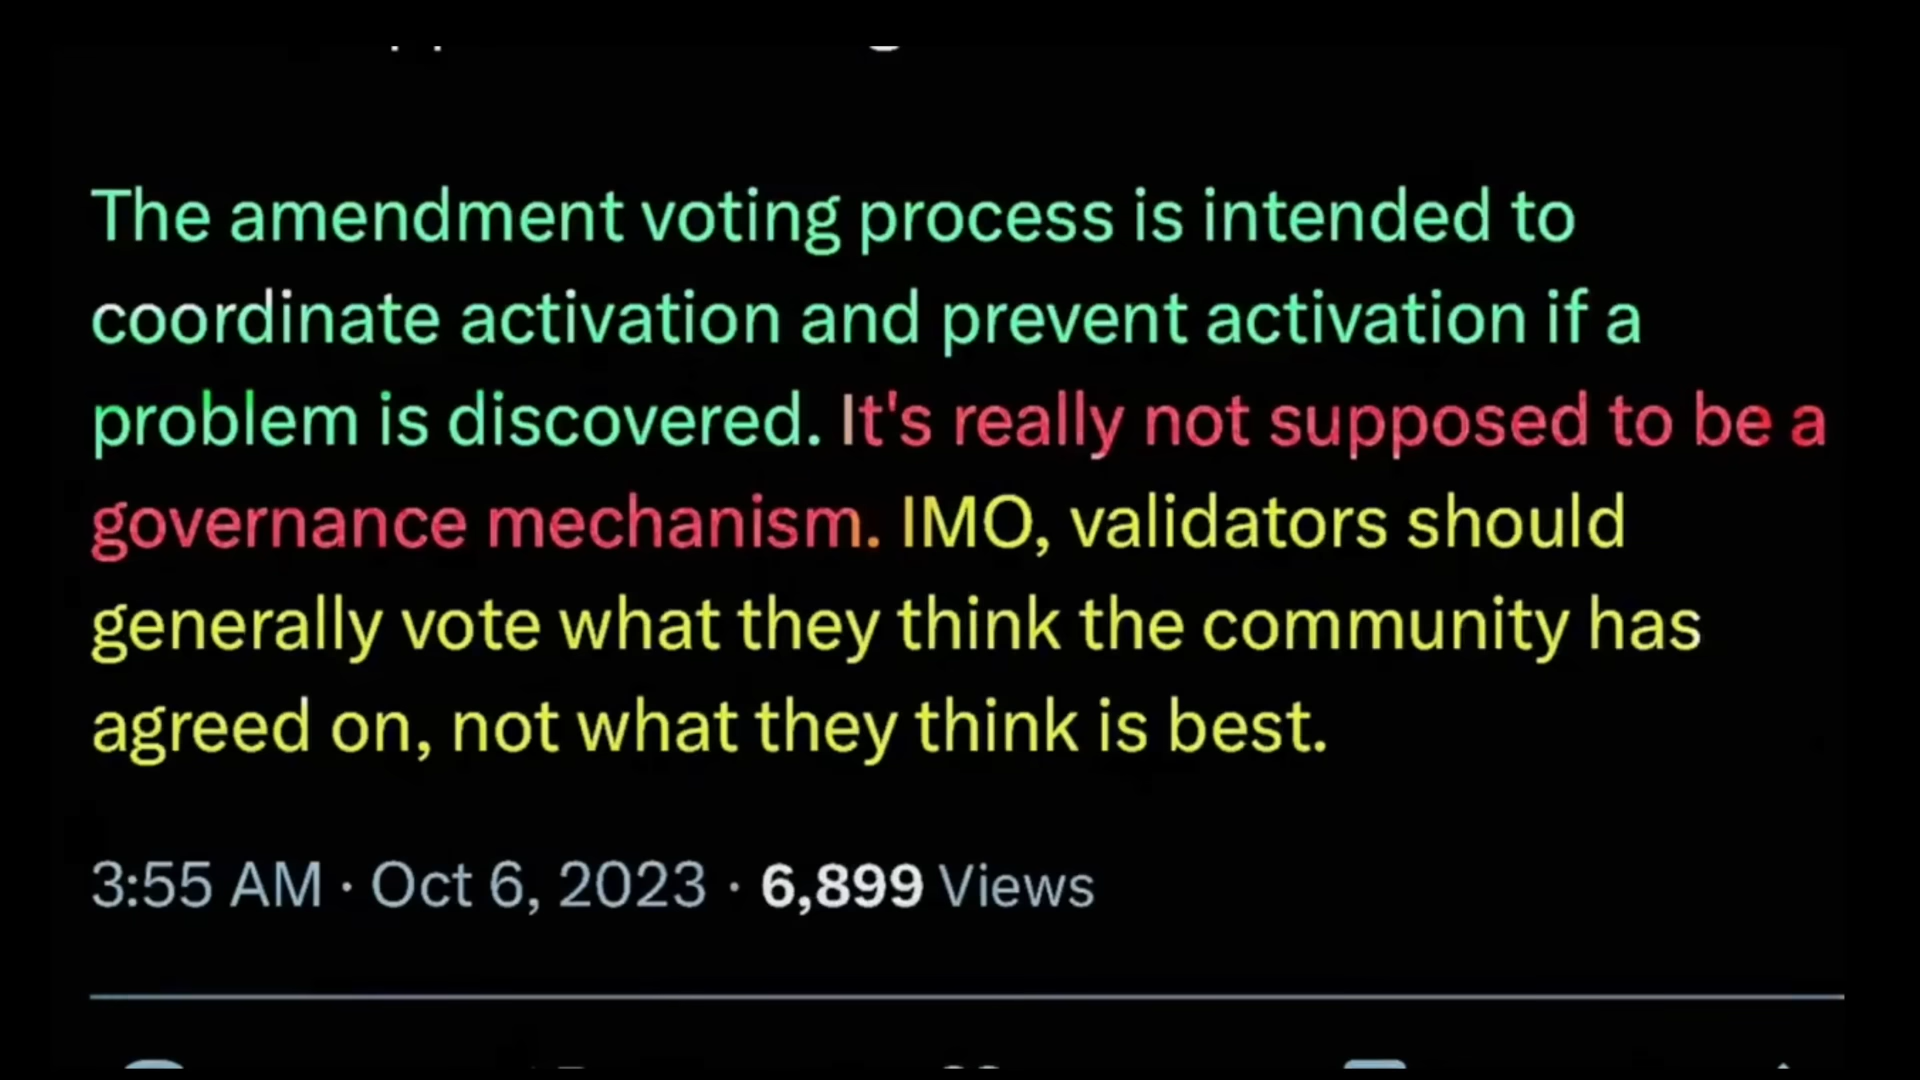 The amendment voting process is intended to
coordinate activation and prevent activation if a
problem is discovered. It's really not supposed to be a
governance mechanism. IMO, validators should
generally vote what they think the community has
agreed on, not what they think is best.
3:55 AM · Oct 6, 2023 · 6,899 Views